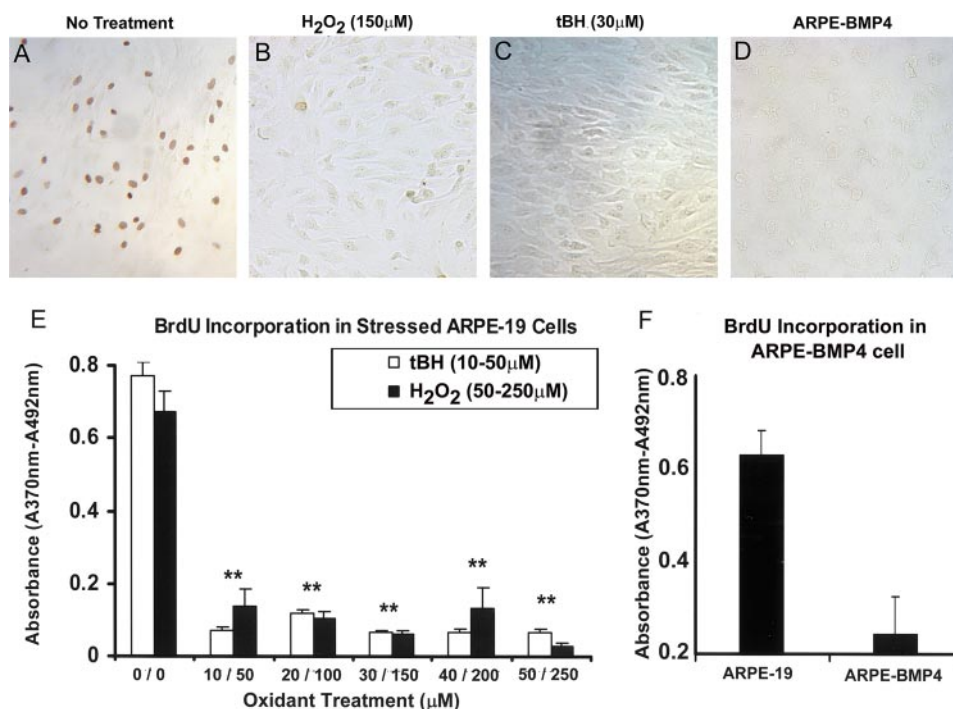 No Treatment
H2O2 (150μM)
tBH (30μM)
ARPE-BMP4
A
B
C
D
E
BrdU Incorporation in Stressed ARPE-19 Cells
tBH (10-50μM)
H2O2 (50-250μM)
Absorbance (A370nm-A492nm)
0.8
0.6
0.4
0.2
0
**
**
**
**
**
0 / 0
10 / 50
20 / 100
30 / 150
40 / 200
50 / 250
Oxidant Treatment (μM)
F
BrdU Incorporation in
ARPE-BMP4 cell
Absorbance (A370nm-A492nm)
0.8
0.6
0.4
0.2
ARPE-19
ARPE-BMP4